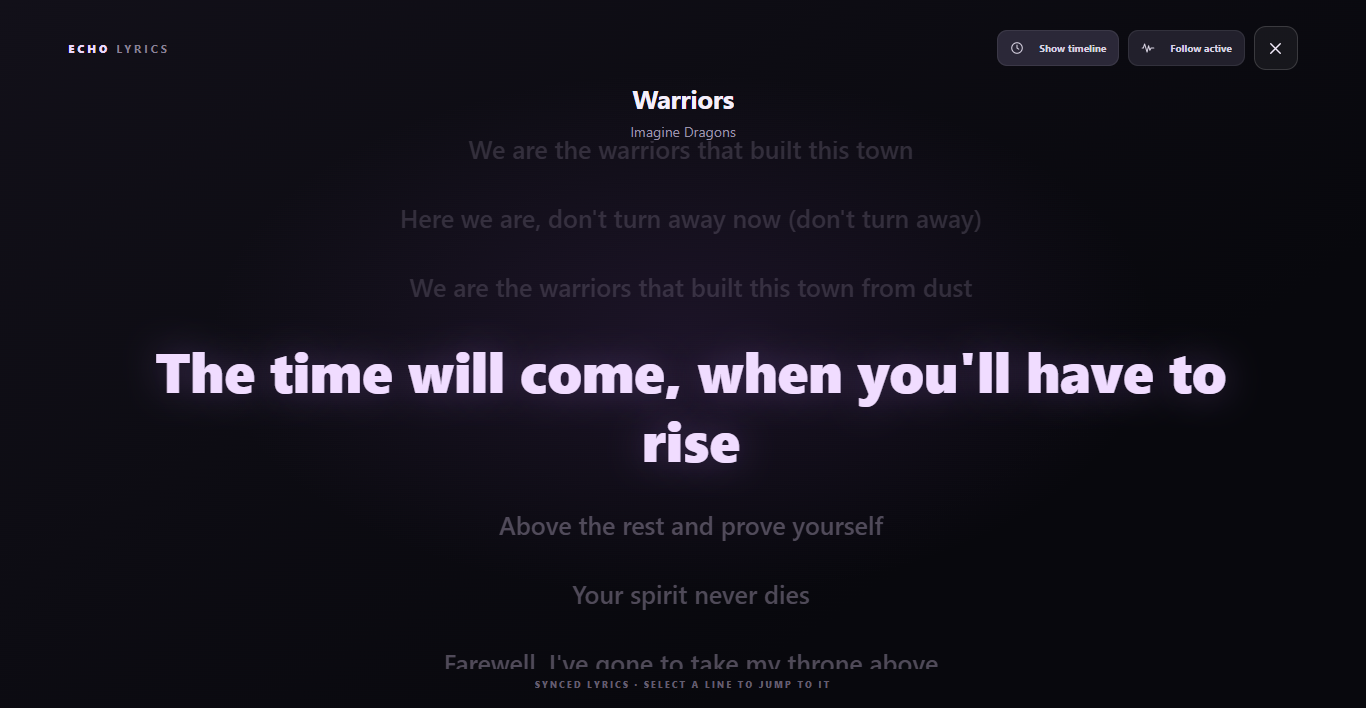 ECHO LYRICS
Show timeline
Follow active
Warriors
Imagine Dragons
We are the warriors that built this town
Here we are, don't turn away now (don't turn away)
We are the warriors that built this town from dust
The time will come, when you'll have to
rise
Above the rest and prove yourself
Your spirit never dies
Farewell, I've gone to take my throne above
SYNCED LYRICS · SELECT A LINE TO JUMP TO IT